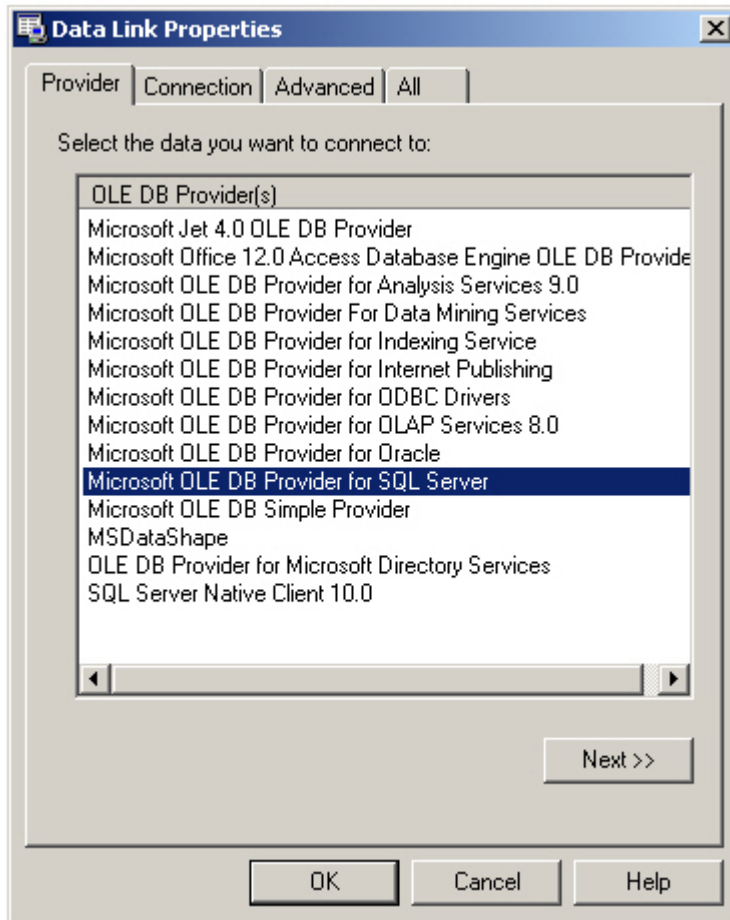 Data Link Properties
Provider Connection Advanced All
Select the data you want to connect to:
OLE DB Provider(s)
Microsoft Jet 4.0 OLE DB Provider
Microsoft Office 12.0 Access Database Engine OLE DB Provide
Microsoft OLE DB Provider for Analysis Services 9.0
Microsoft OLE DB Provider For Data Mining Services
Microsoft OLE DB Provider for Indexing Service
Microsoft OLE DB Provider for Internet Publishing
Microsoft OLE DB Provider for ODBC Drivers
Microsoft OLE DB Provider for OLAP Services 8.0
Microsoft OLE DB Provider for Oracle
Microsoft OLE DB Provider for SQL Server
Microsoft OLE DB Simple Provider
MSDataShape
OLE DB Provider for Microsoft Directory Services
SQL Server Native Client 10.0
Next >>
OK Cancel Help